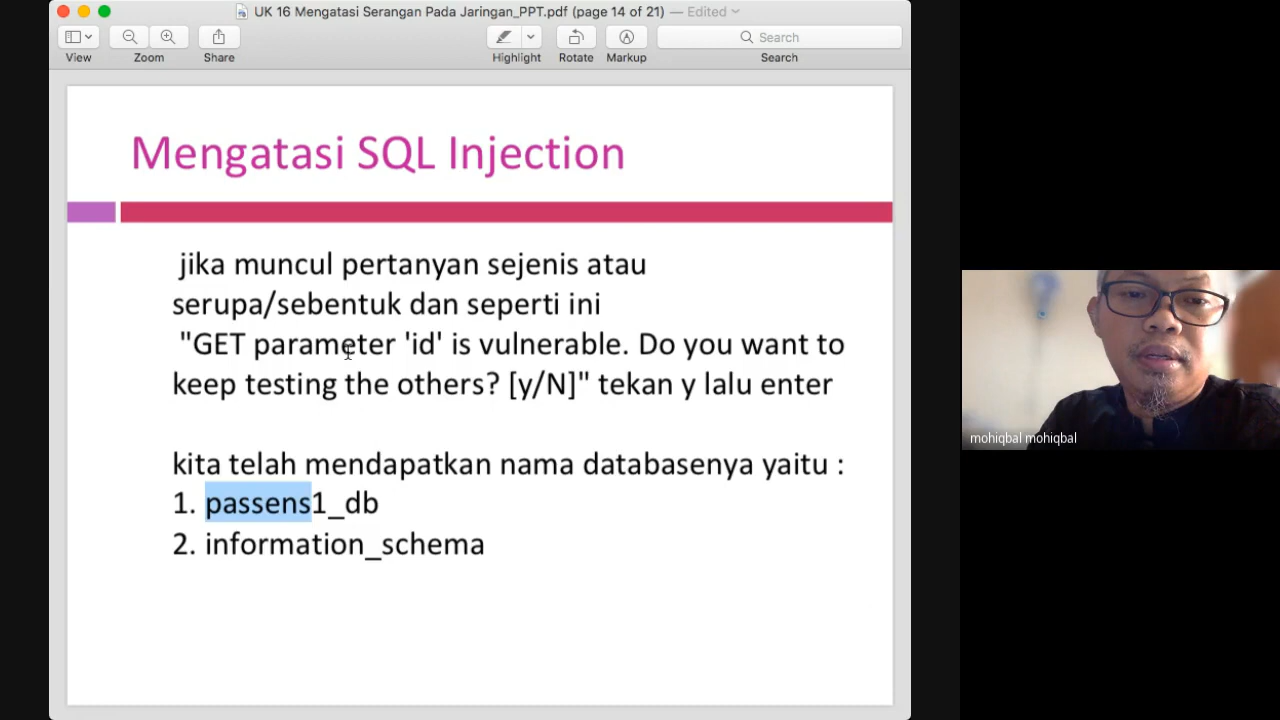 UK 16 Mengatasi Serangan Pada Jaringan_PPT.pdf (page 14 of 21) — Edited
View
Zoom
Share
Highlight
Rotate
Markup
Search
Search
Mengatasi SQL Injection
jika muncul pertanyan sejenis atau
serupa/sebentuk dan seperti ini
"GET parameter 'id' is vulnerable. Do you want to
keep testing the others? [y/N]" tekan y lalu enter
kita telah mendapatkan nama databasenya yaitu :
1. passens1_db
2. information_schema
mohiqbal mohiqbal